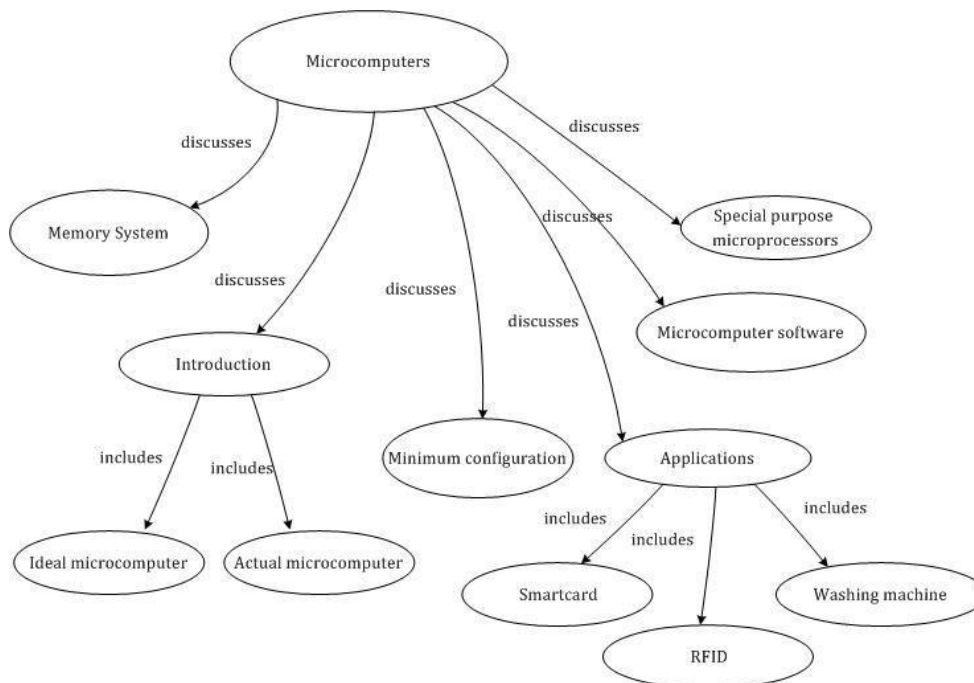 Microcomputers
discusses
discusses
Memory System
Special purpose
microprocessors
discusses
discusses
discusses
discusses
Microcomputer software
Introduction
includes
includes
Minimum configuration
Applications
includes
includes
includes
Ideal microcomputer
Actual microcomputer
Smartcard
Washing machine
RFID